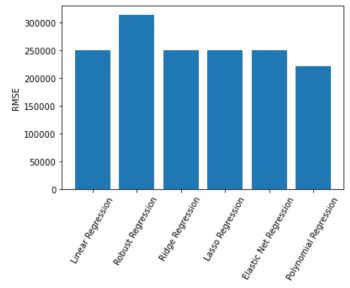 300000
250000
200000
150000
100000
50000
0
RMSE
Linear Regression
Robust Regression
Ridge Regression
Lasso Regression
Elastic Net Regression
Polynomial Regression